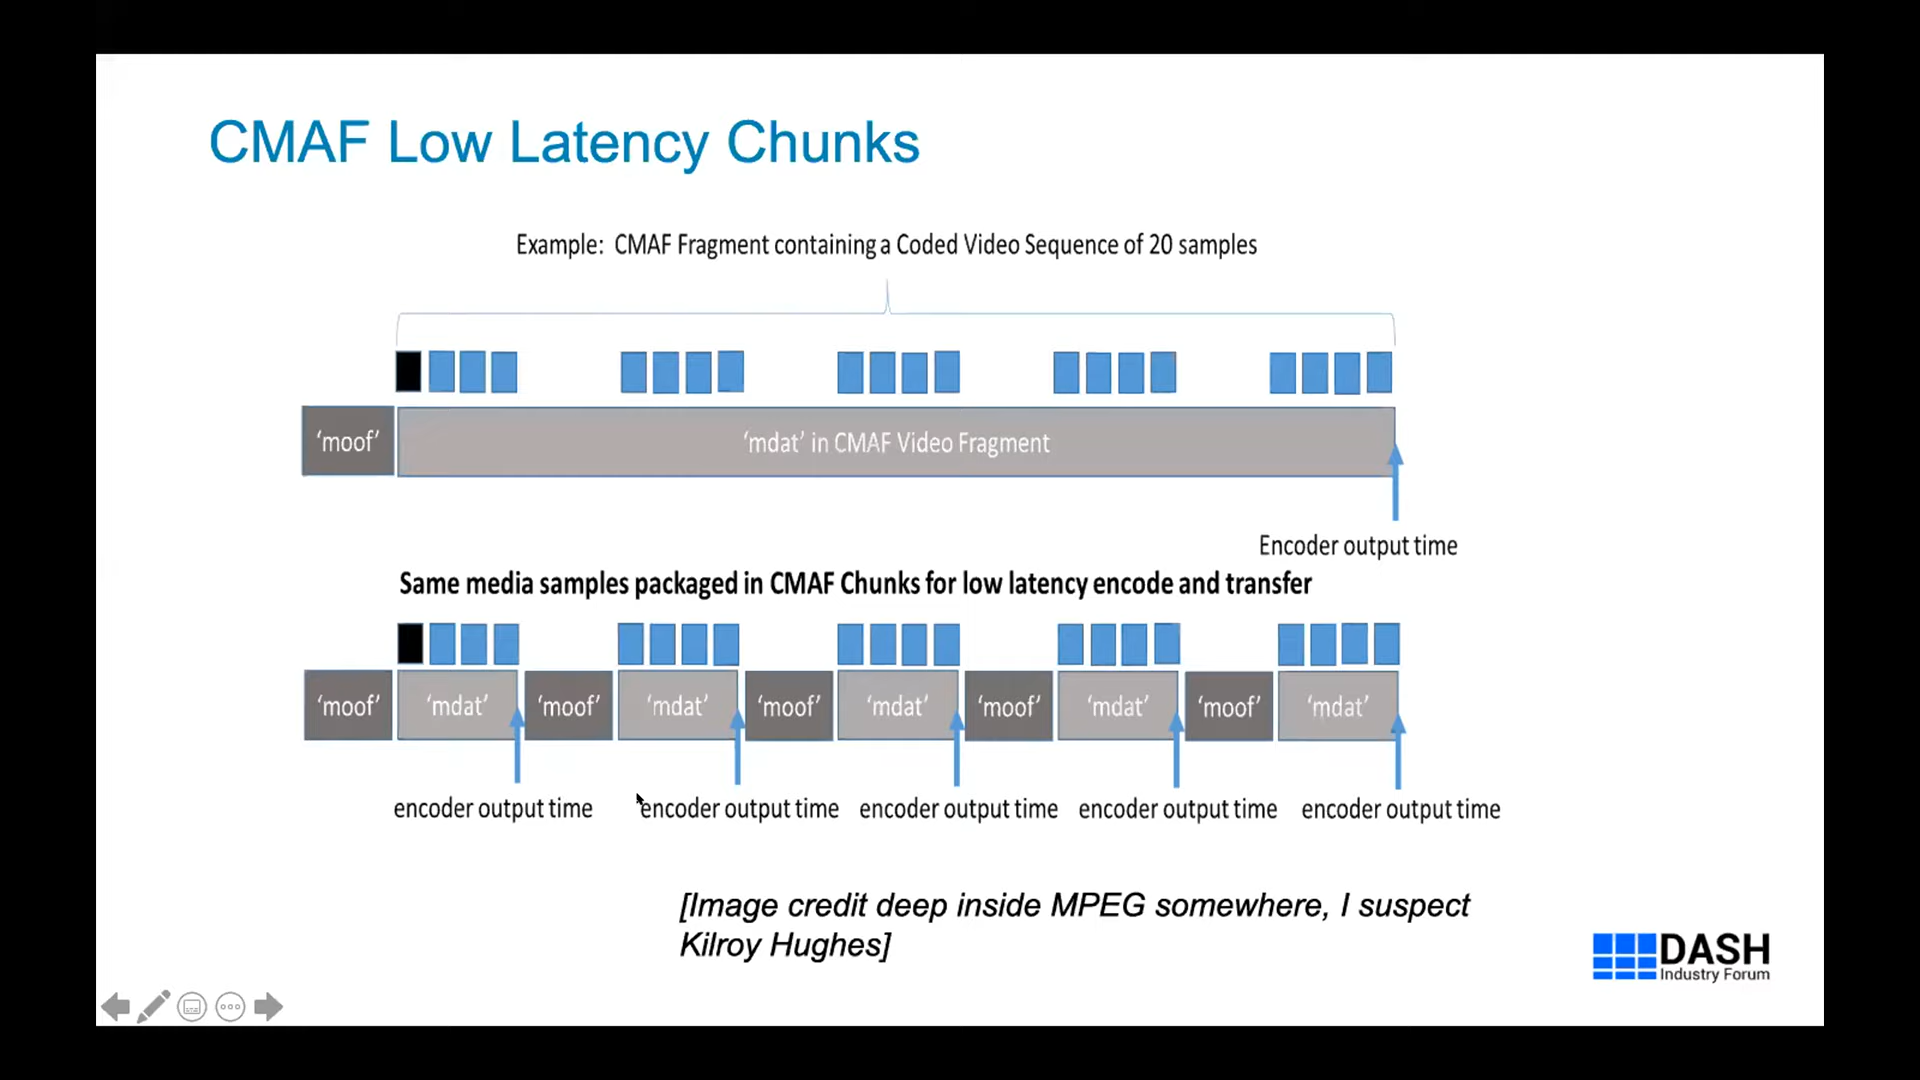 CMAF Low Latency Chunks
Example: CMAF Fragment containing a Coded Video Sequence of 20 samples
‘moof’ ‘mdat’ in CMAF Video Fragment
Encoder output time
Same media samples packaged in CMAF Chunks for low latency encode and transfer
‘moof’ ‘mdat’ ‘moof’ ‘mdat’ ‘moof’ ‘mdat’ ‘moof’ ‘mdat’ ‘moof’ ‘mdat’
encoder output time encoder output time encoder output time encoder output time encoder output time
[Image credit deep inside MPEG somewhere, I suspect
Kilroy Hughes]
DASH
Industry Forum